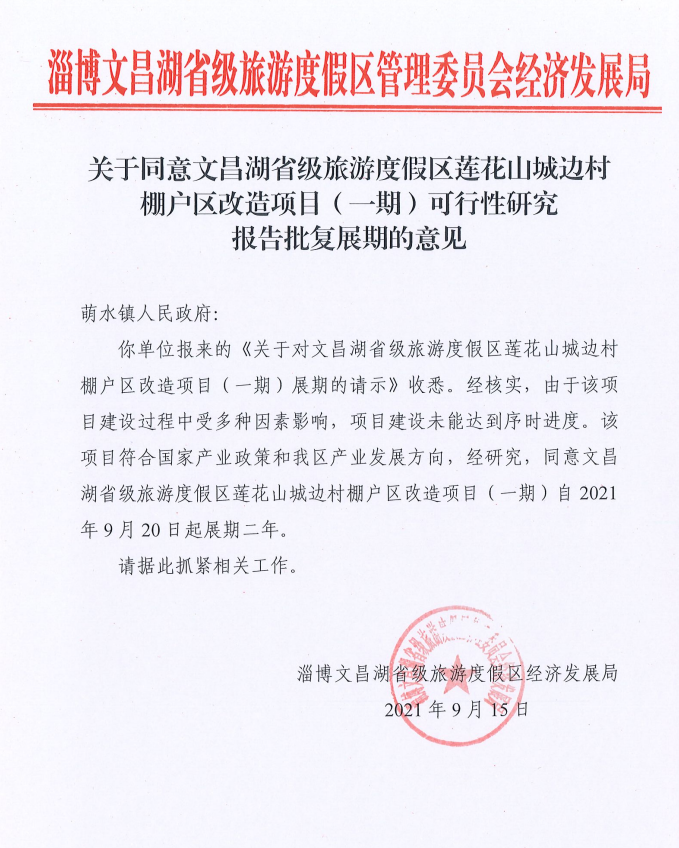 淄博文昌湖省级旅游度假区管理委员会经济发展局
关于同意文昌湖省级旅游度假区莲花山城边村
棚户区改造项目（一期）可行性研究
报告批复展期的意见
萌水镇人民政府：
你单位报来的《关于对文昌湖省级旅游度假区莲花山城边村
棚户区改造项目（一期）展期的请示》收悉。经核实，由于该项
目建设过程中受多种因素影响，项目建设未能达到序时进度。该
项目符合国家产业政策和我区产业发展方向，经研究，同意文昌
湖省级旅游度假区莲花山城边村棚户区改造项目（一期）自 2021
年 9 月 20 日起展期二年。
请据此抓紧相关工作。
淄博文昌湖省级旅游度假区经济发展局
2021 年 9 月 15 日